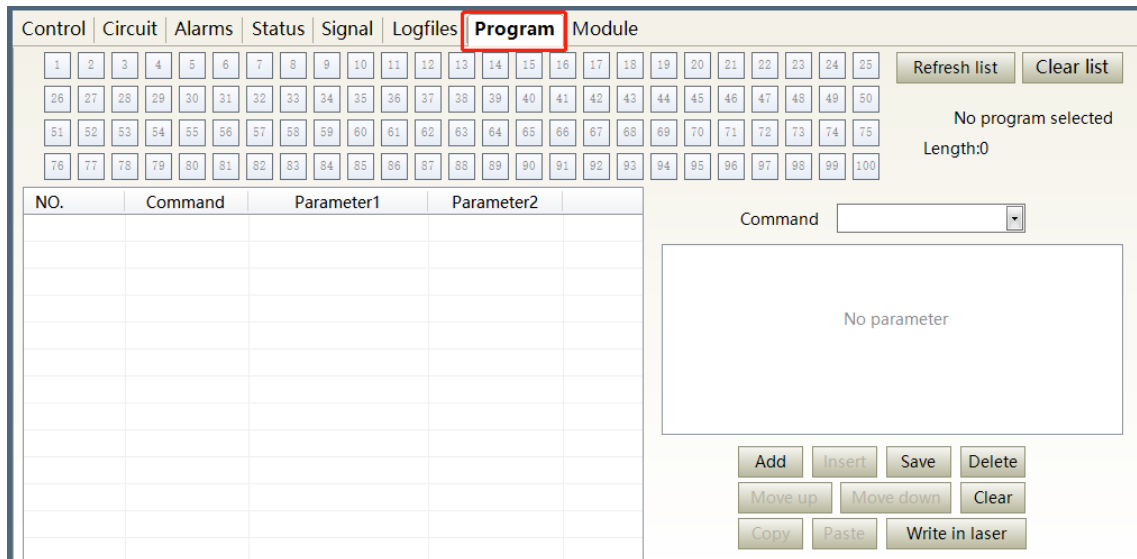 Control Circuit Alarms Status Signal Logfiles Program Module
1 2 3 4 5 6 7 8 9 10 11 12 13 14 15 16 17 18 19 20 21 22 23 24 25 Refresh list Clear list
26 27 28 29 30 31 32 33 34 35 36 37 38 39 40 41 42 43 44 45 46 47 48 49 50
No program selected
51 52 53 54 55 56 57 58 59 60 61 62 63 64 65 66 67 68 69 70 71 72 73 74 75
Length:0
76 77 78 79 80 81 82 83 84 85 86 87 88 89 90 91 92 93 94 95 96 97 98 99 100
NO. Command Parameter1 Parameter2
Command
No parameter
Add Insert Save Delete
Move up Move down Clear
Copy Paste Write in laser